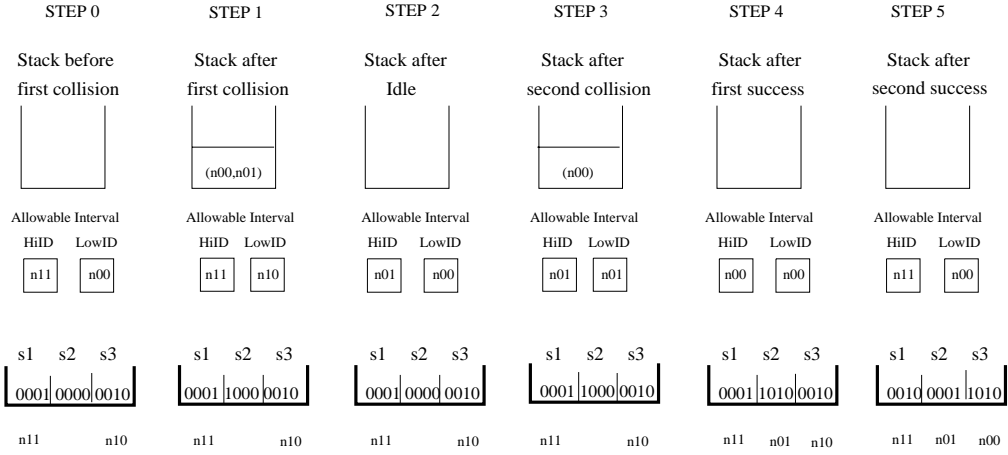 STEP 0 STEP 1 STEP 2 STEP 3 STEP 4 STEP 5
Stack before Stack after Stack after Stack after Stack after Stack after
first collision first collision Idle second collision first success second success
(n00,n01) (n00)
Allowable Interval Allowable Interval Allowable Interval Allowable Interval Allowable Interval Allowable Interval
HiID LowID HiID LowID HiID LowID HiID LowID HiID LowID HiID LowID
n11 n00 n11 n10 n01 n00 n01 n01 n00 n00 n11 n00
s1 s2 s3 s1 s2 s3 s1 s2 s3 s1 s2 s3 s1 s2 s3 s1 s2 s3
0001 0000 0010 0001 1000 0010 0001 0000 0010 0001 1000 0010 0001 1010 0010 0010 0001 1010
n11 n10 n11 n10 n11 n10 n11 n10 n11 n01 n10 n11 n01 n00